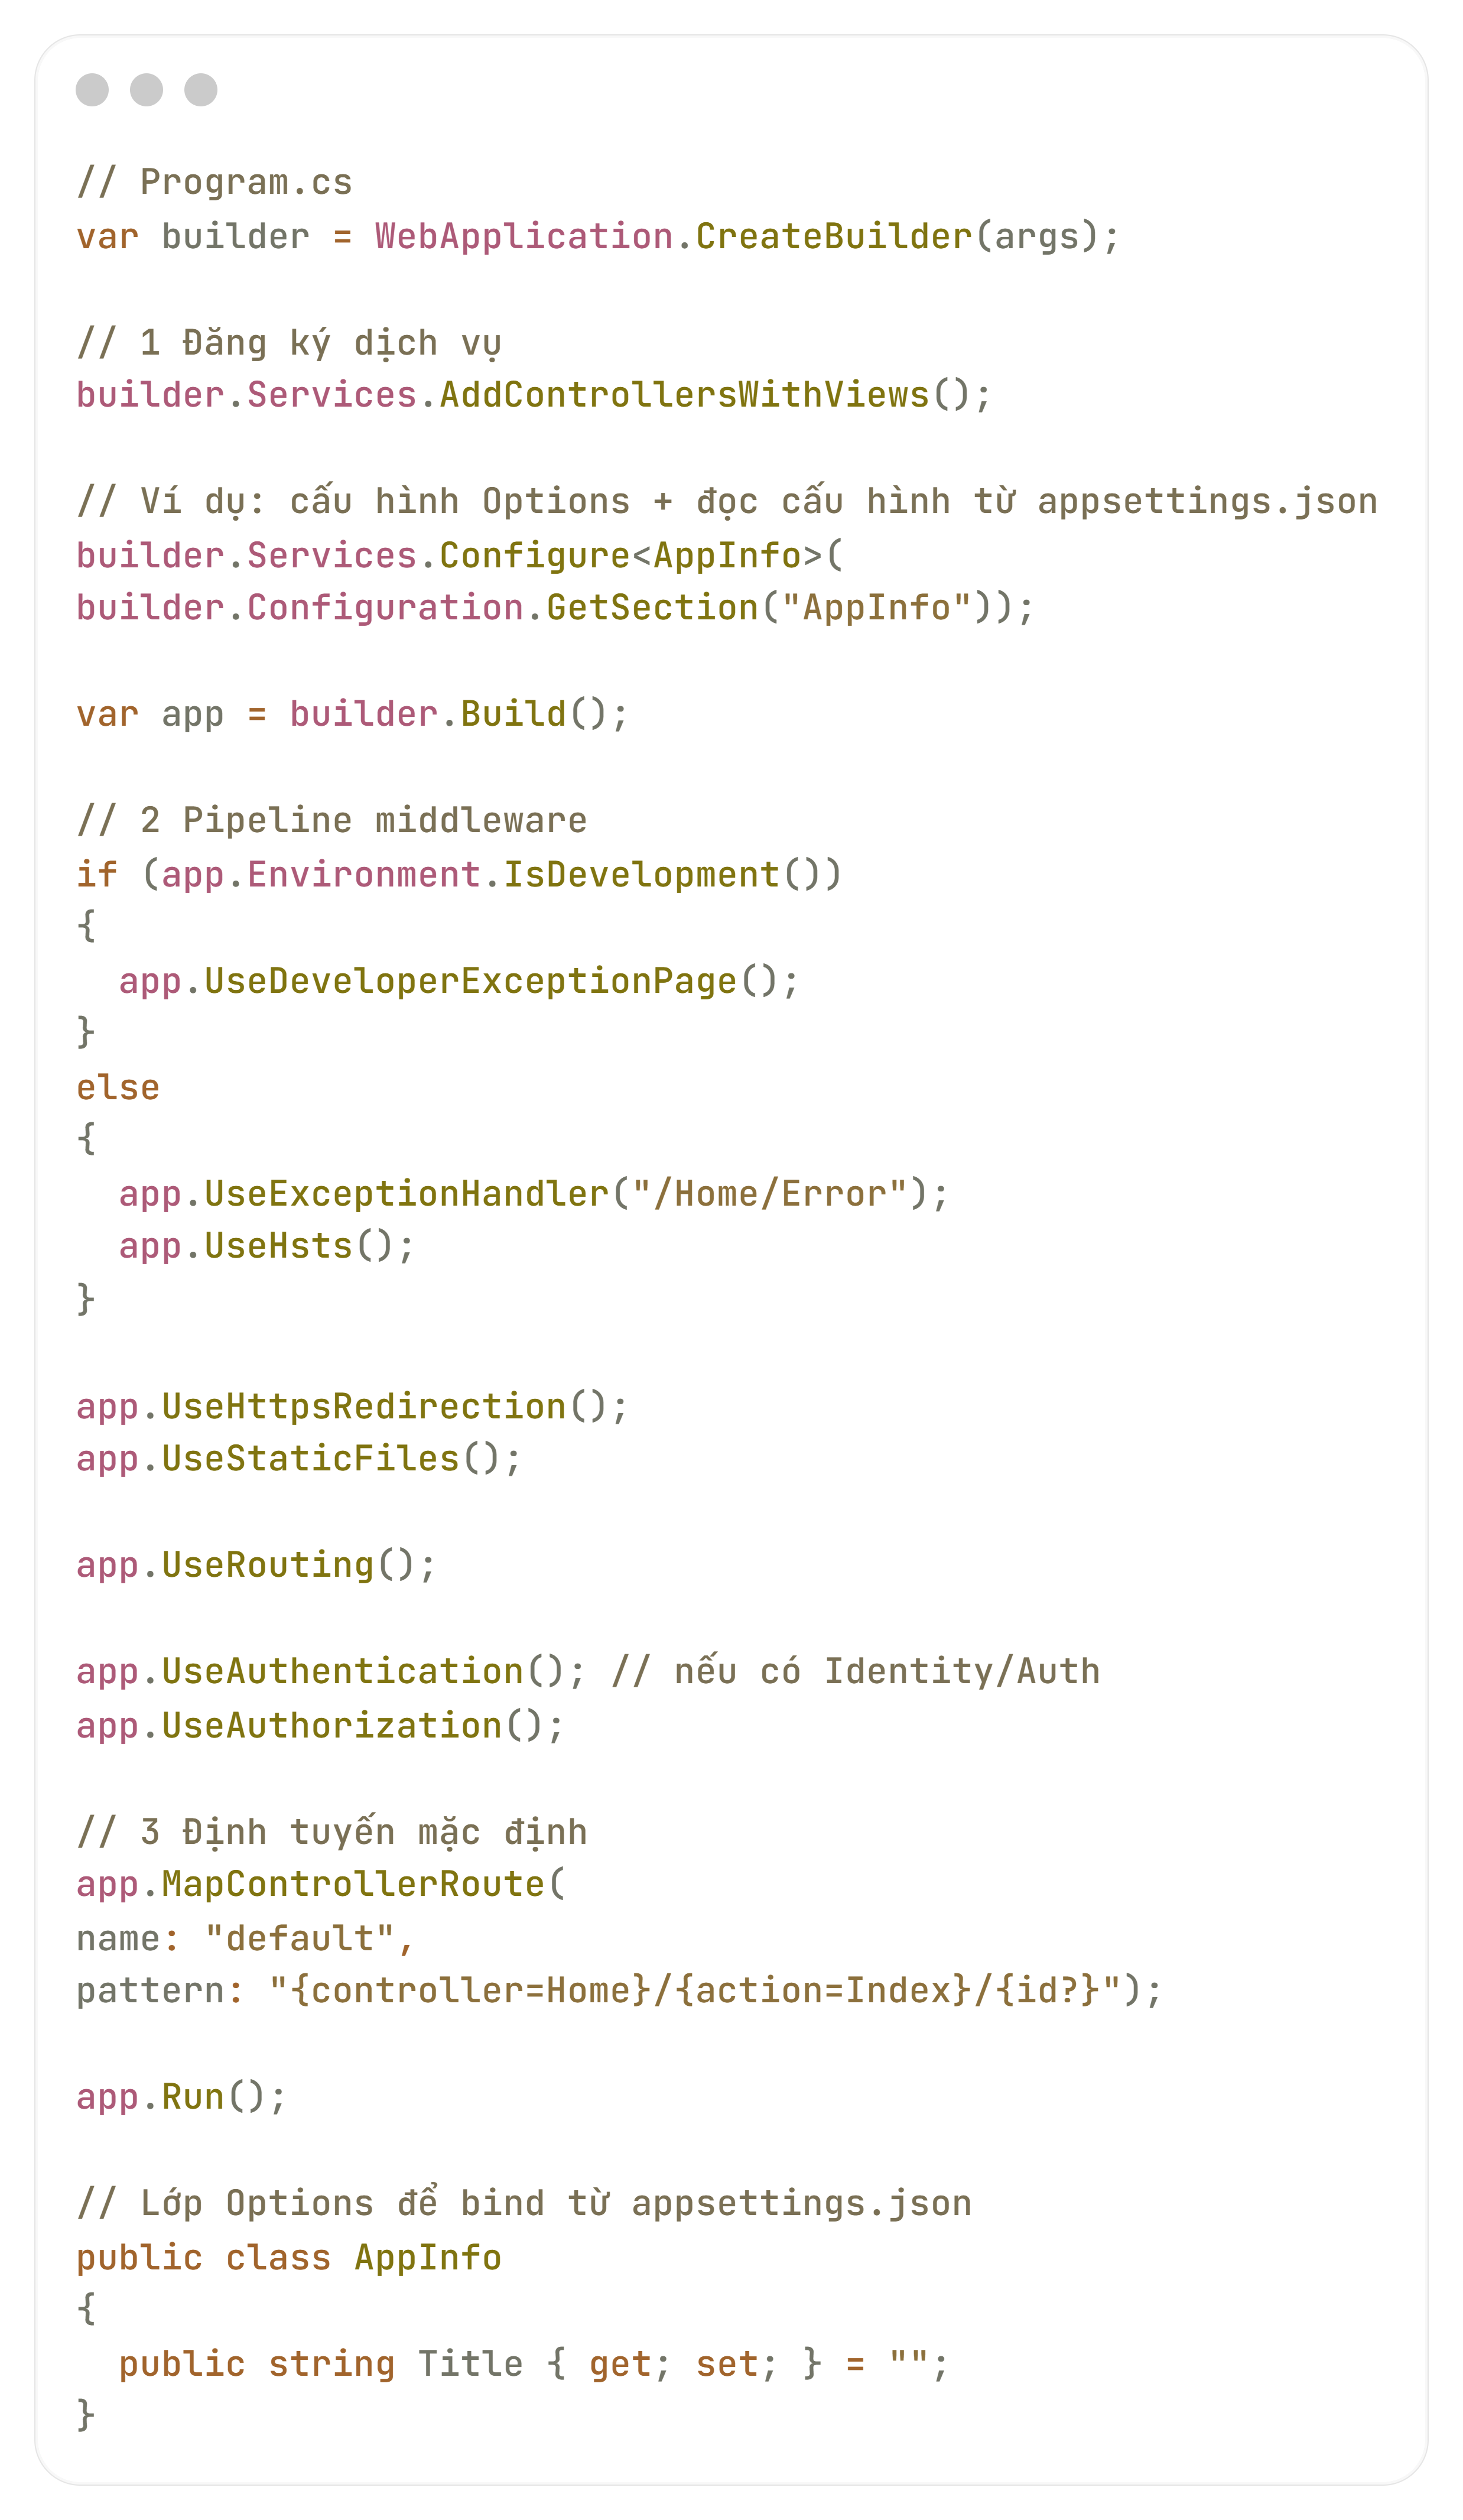 // Program.cs
var builder = WebApplication.CreateBuilder(args);
// 1 Đăng ký dịch vụ
builder.Services.AddControllersWithViews();
// Ví dụ: cấu hình Options + đọc cấu hình từ appsettings.json
builder.Services.Configure<AppInfo>(
builder.Configuration.GetSection("AppInfo"));
var app = builder.Build();
// 2 Pipeline middleware
if (app.Environment.IsDevelopment())
{
  app.UseDeveloperExceptionPage();
}
else
{
  app.UseExceptionHandler("/Home/Error");
  app.UseHsts();
}
app.UseHttpsRedirection();
app.UseStaticFiles();
app.UseRouting();
app.UseAuthentication(); // nếu có Identity/Auth
app.UseAuthorization();
// 3 Định tuyến mặc định
app.MapControllerRoute(
name: "default",
pattern: "{controller=Home}/{action=Index}/{id?}");
app.Run();
// Lớp Options để bind từ appsettings.json
public class AppInfo
{
  public string Title { get; set; } = "";
}